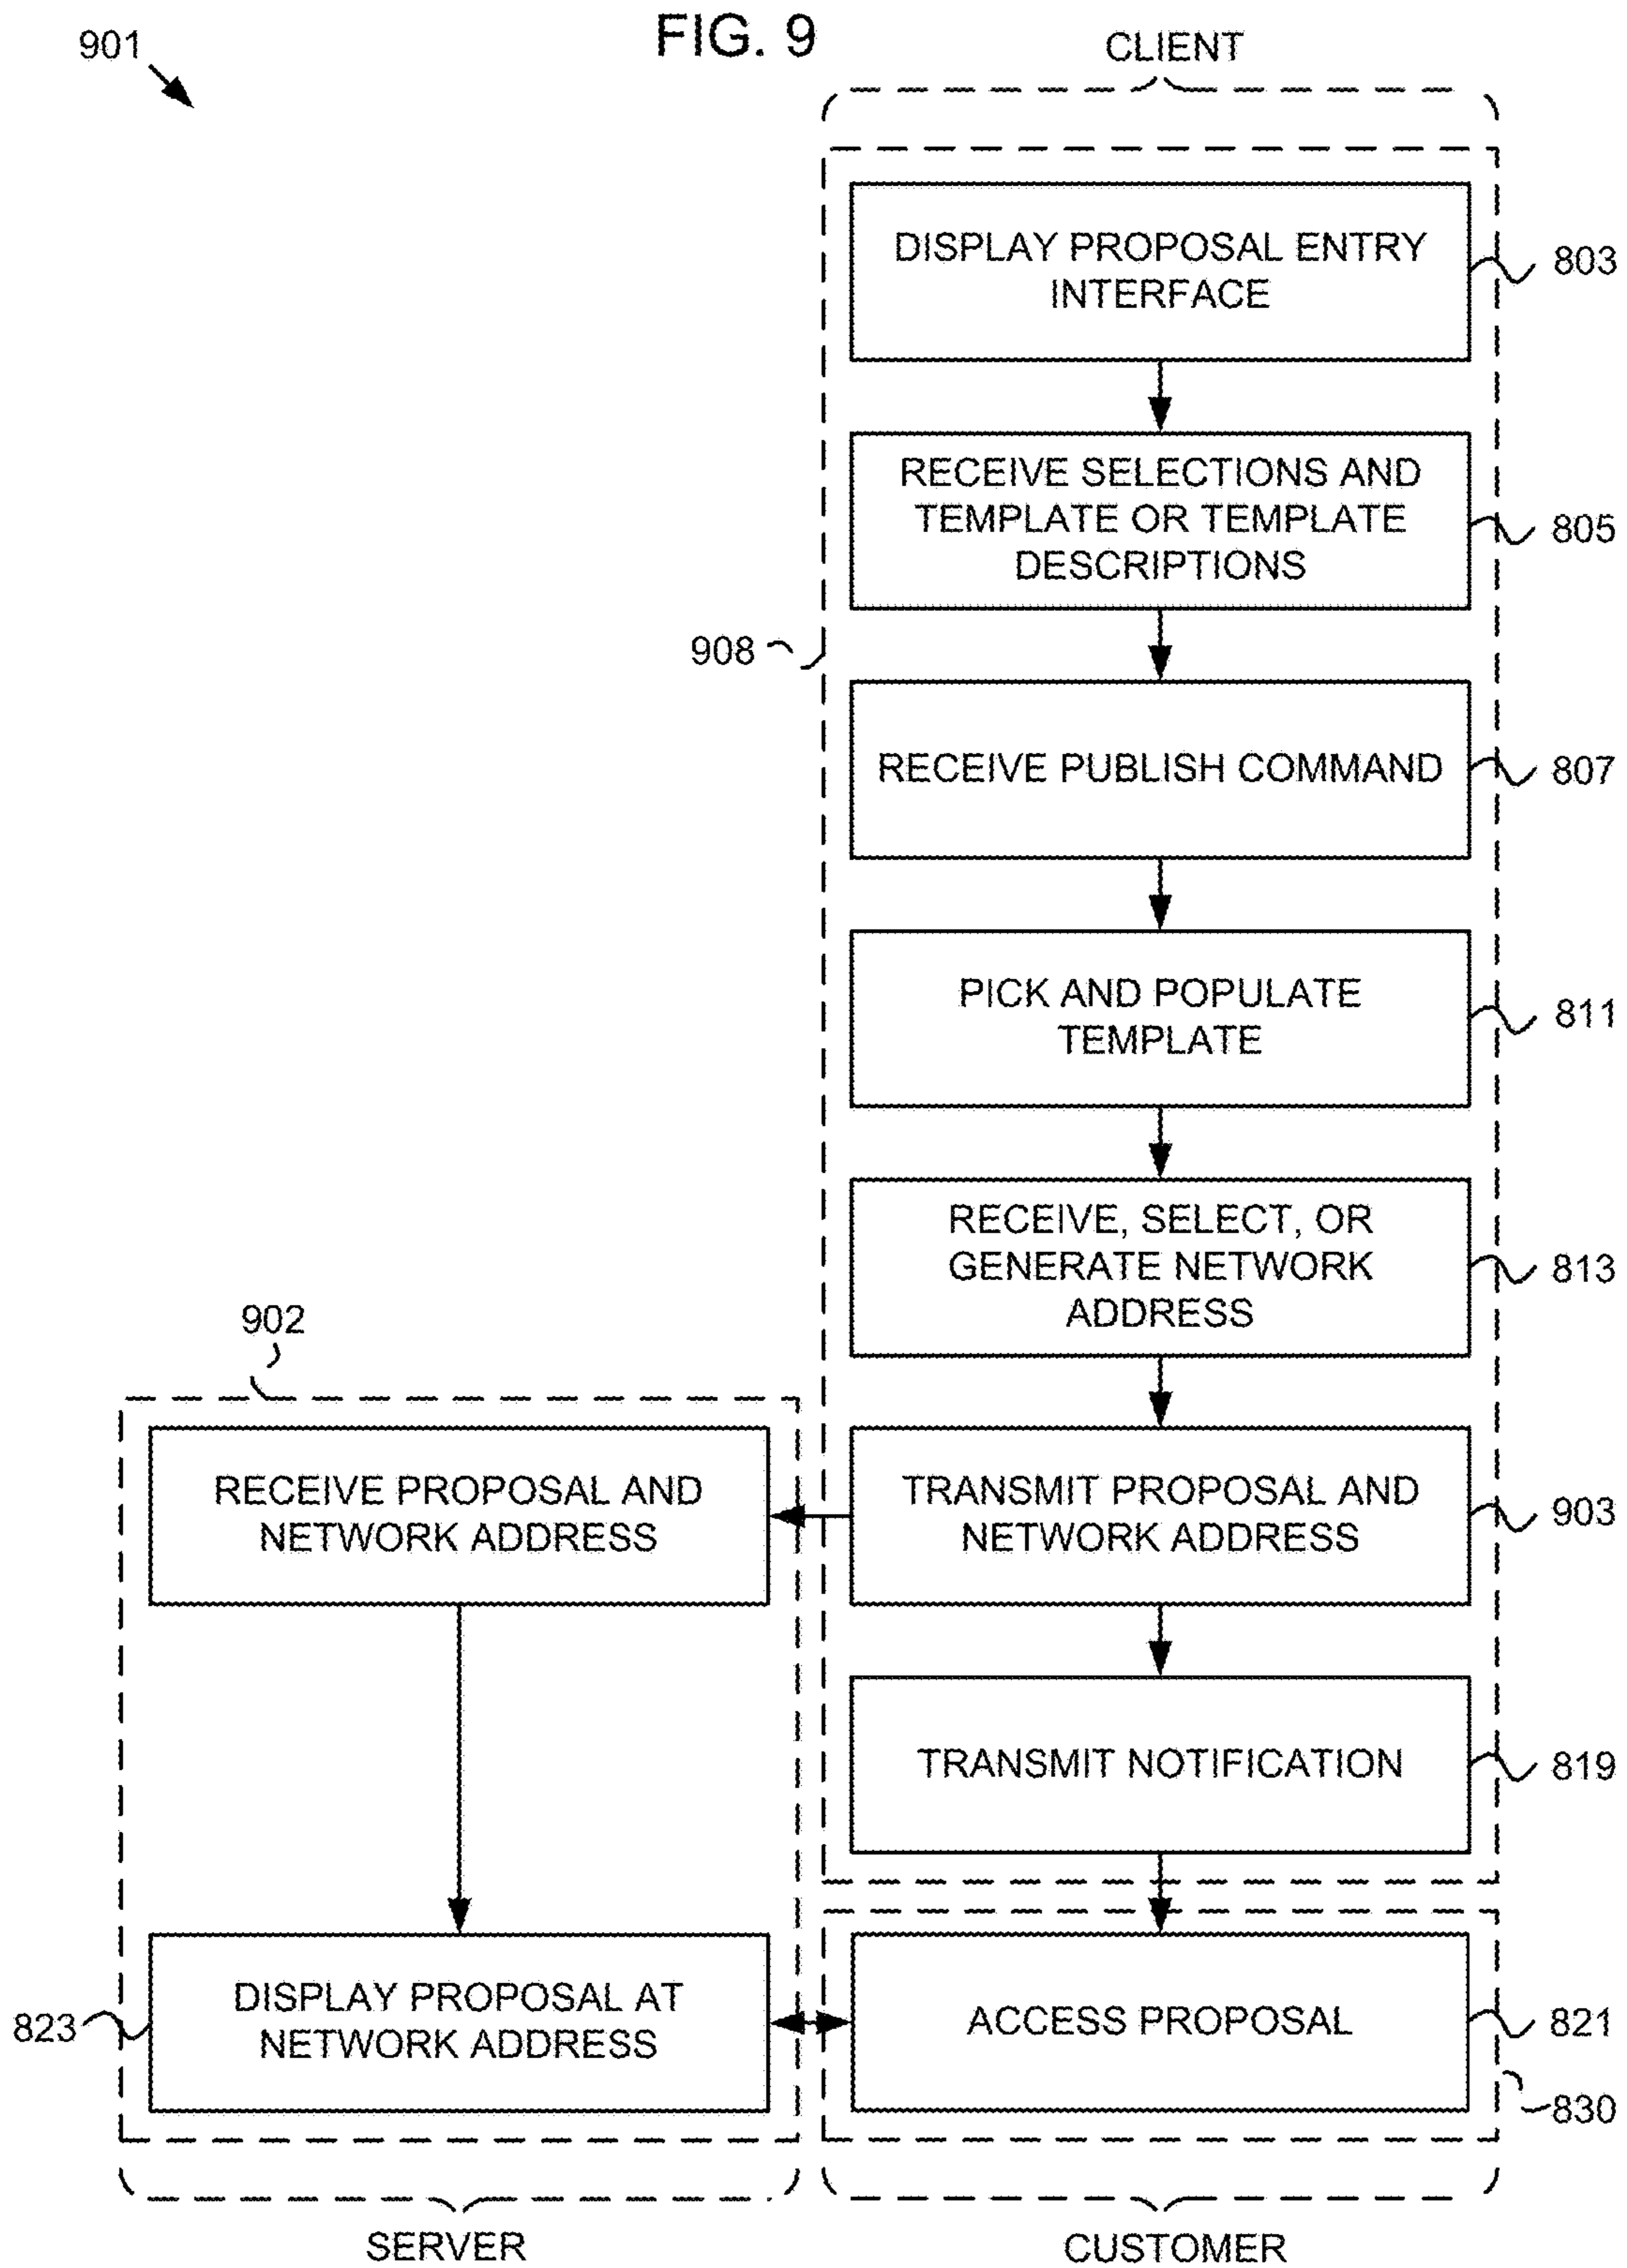 FIG. 9
901
CLIENT
DISPLAY PROPOSAL ENTRY
INTERFACE
803
RECEIVE SELECTIONS AND
TEMPLATE OR TEMPLATE
DESCRIPTIONS
805
908
RECEIVE PUBLISH COMMAND
807
PICK AND POPULATE
TEMPLATE
811
RECEIVE, SELECT, OR
GENERATE NETWORK
ADDRESS
813
902
RECEIVE PROPOSAL AND
NETWORK ADDRESS
TRANSMIT PROPOSAL AND
NETWORK ADDRESS
903
TRANSMIT NOTIFICATION
819
DISPLAY PROPOSAL AT
NETWORK ADDRESS
823
ACCESS PROPOSAL
821
830
SERVER
CUSTOMER